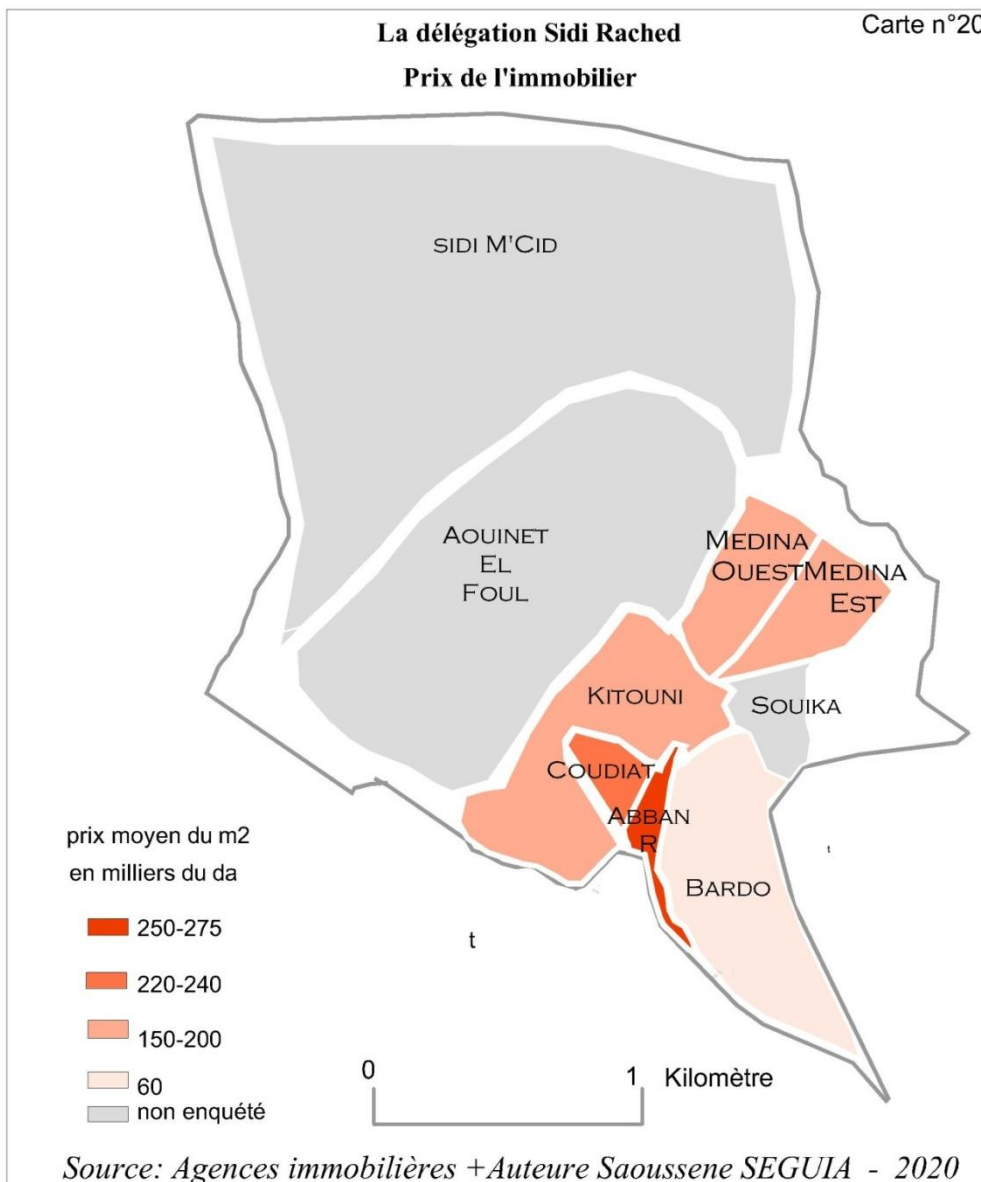 Carte n°20
La délégation Sidi Rached
Prix de l'immobilier
SIDI M'CID
AOUINET
EL
FOUL
MEDINA
OUEST
MEDINA
EST
KITOUNI
SOUIKA
COUDIAT
ABBAN
R
BARDO
t
t
prix moyen du m2
en milliers du da
250-275
220-240
150-200
60
non enquété
0
1
Kilomètre
Source: Agences immobilières +Auteure Saoussene SEGUIA - 2020